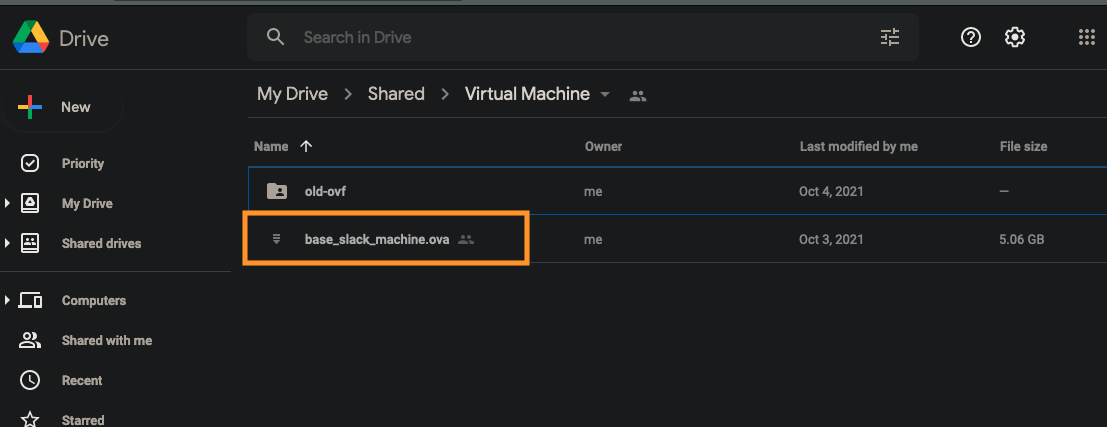 Drive
Search in Drive
New
Priority
My Drive
Shared drives
Computers
Shared with me
Recent
Starred
My Drive > Shared > Virtual Machine
Name Owner Last modified by me File size
old-ovf me Oct 4, 2021 —
base_slack_machine.ova me Oct 3, 2021 5.06 GB